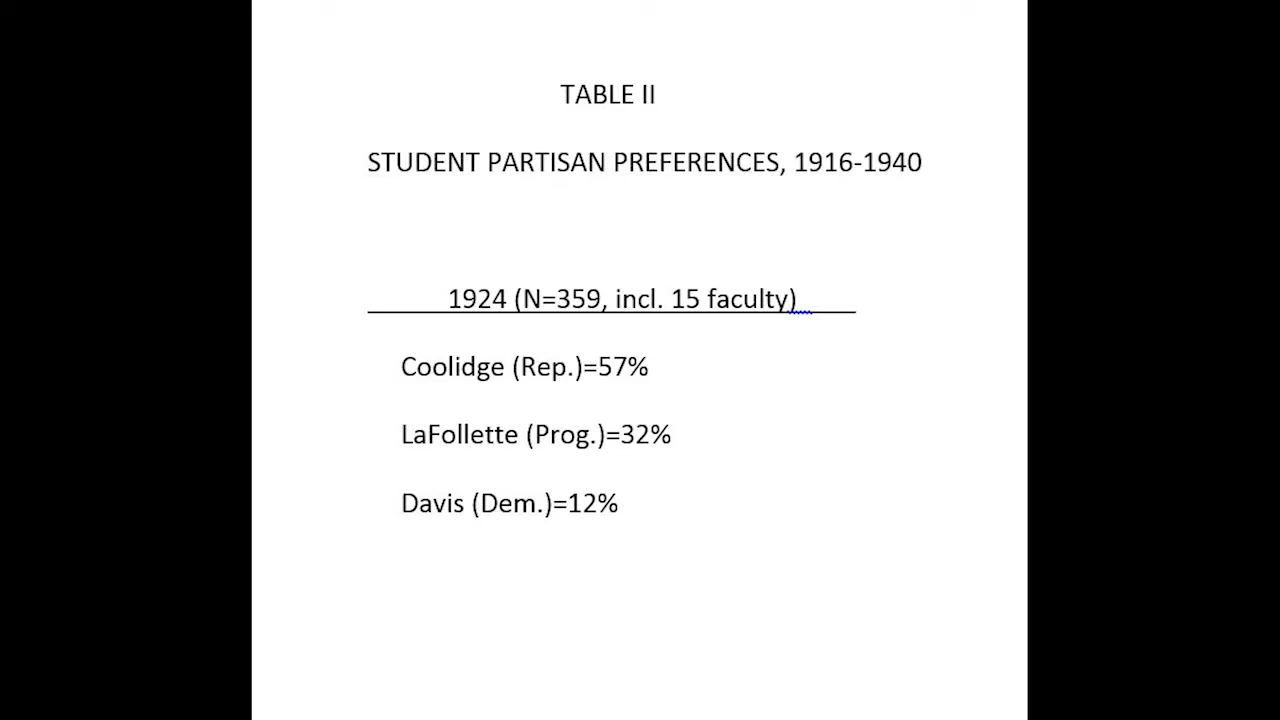 TABLE II
STUDENT PARTISAN PREFERENCES, 1916-1940
1924 (N=359, incl. 15 faculty)
Coolidge (Rep.)=57%
LaFollette (Prog.)=32%
Davis (Dem.)=12%